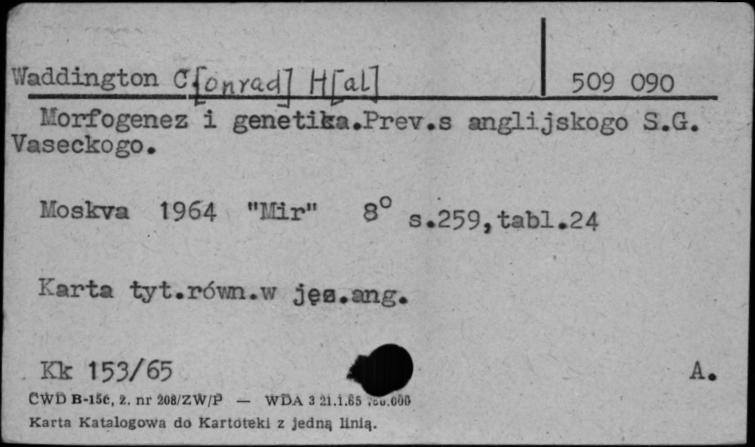 Waddington C.[onrad] H[al] 509 090
Morfogenez i genetika.Prev.s anglijskogo S.G.
Vaseckogo.
Moskva 1964 "Mir" 8° s.259,tabl.24
Karta tyt.równ.w jęz.ang.
Kk 153/65 A.
CWD B-15c, z. nr 208/ZW/P — WDA 3 21.1.65
Karta Katalogowa do Kartoteki z jedną linią.